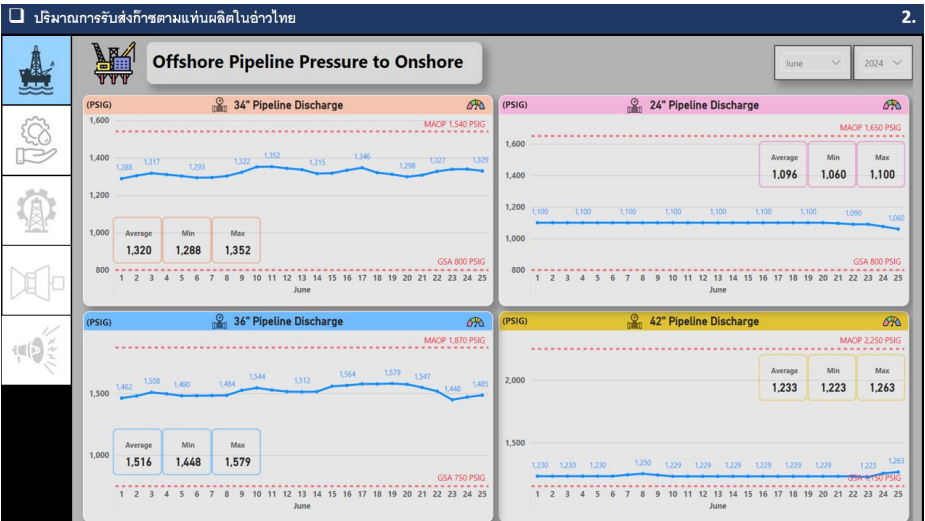 ปริมาณการรับส่งก๊าซตามแท่นผลิตในอ่าวไทย
2.
Offshore Pipeline Pressure to Onshore
June
2024
(PSIG)
34" Pipeline Discharge
MAOP 1,540 PSIG
1,600
1,400
1,200
1,000
800
1,288 1,317 1,293 1,322 1,352 1,315 1,346 1,298 1,327 1,329
Average Min Max
1,320 1,288 1,352
GSA 800 PSIG
1 2 3 4 5 6 7 8 9 10 11 12 13 14 15 16 17 18 19 20 21 22 23 24 25
June
(PSIG)
24" Pipeline Discharge
MAOP 1,650 PSIG
1,600
1,400
1,200
1,000
800
Average Min Max
1,096 1,060 1,100
1,100 1,100 1,100 1,100 1,100 1,100 1,100 1,090 1,060
GSA 800 PSIG
1 2 3 4 5 6 7 8 9 10 11 12 13 14 15 16 17 18 19 20 21 22 23 24 25
June
(PSIG)
36" Pipeline Discharge
MAOP 1,870 PSIG
1,500
1,000
1,462 1,508 1,480 1,484 1,544 1,512 1,564 1,579 1,547 1,448 1,485
Average Min Max
1,516 1,448 1,579
GSA 750 PSIG
1 2 3 4 5 6 7 8 9 10 11 12 13 14 15 16 17 18 19 20 21 22 23 24 25
June
(PSIG)
42" Pipeline Discharge
MAOP 2,250 PSIG
2,000
1,500
Average Min Max
1,233 1,223 1,263
1,230 1,230 1,230 1,250 1,229 1,229 1,229 1,229 1,229 1,229 1,223 1,263
GSA 1,150 PSIG
1 2 3 4 5 6 7 8 9 10 11 12 13 14 15 16 17 18 19 20 21 22 23 24 25
June